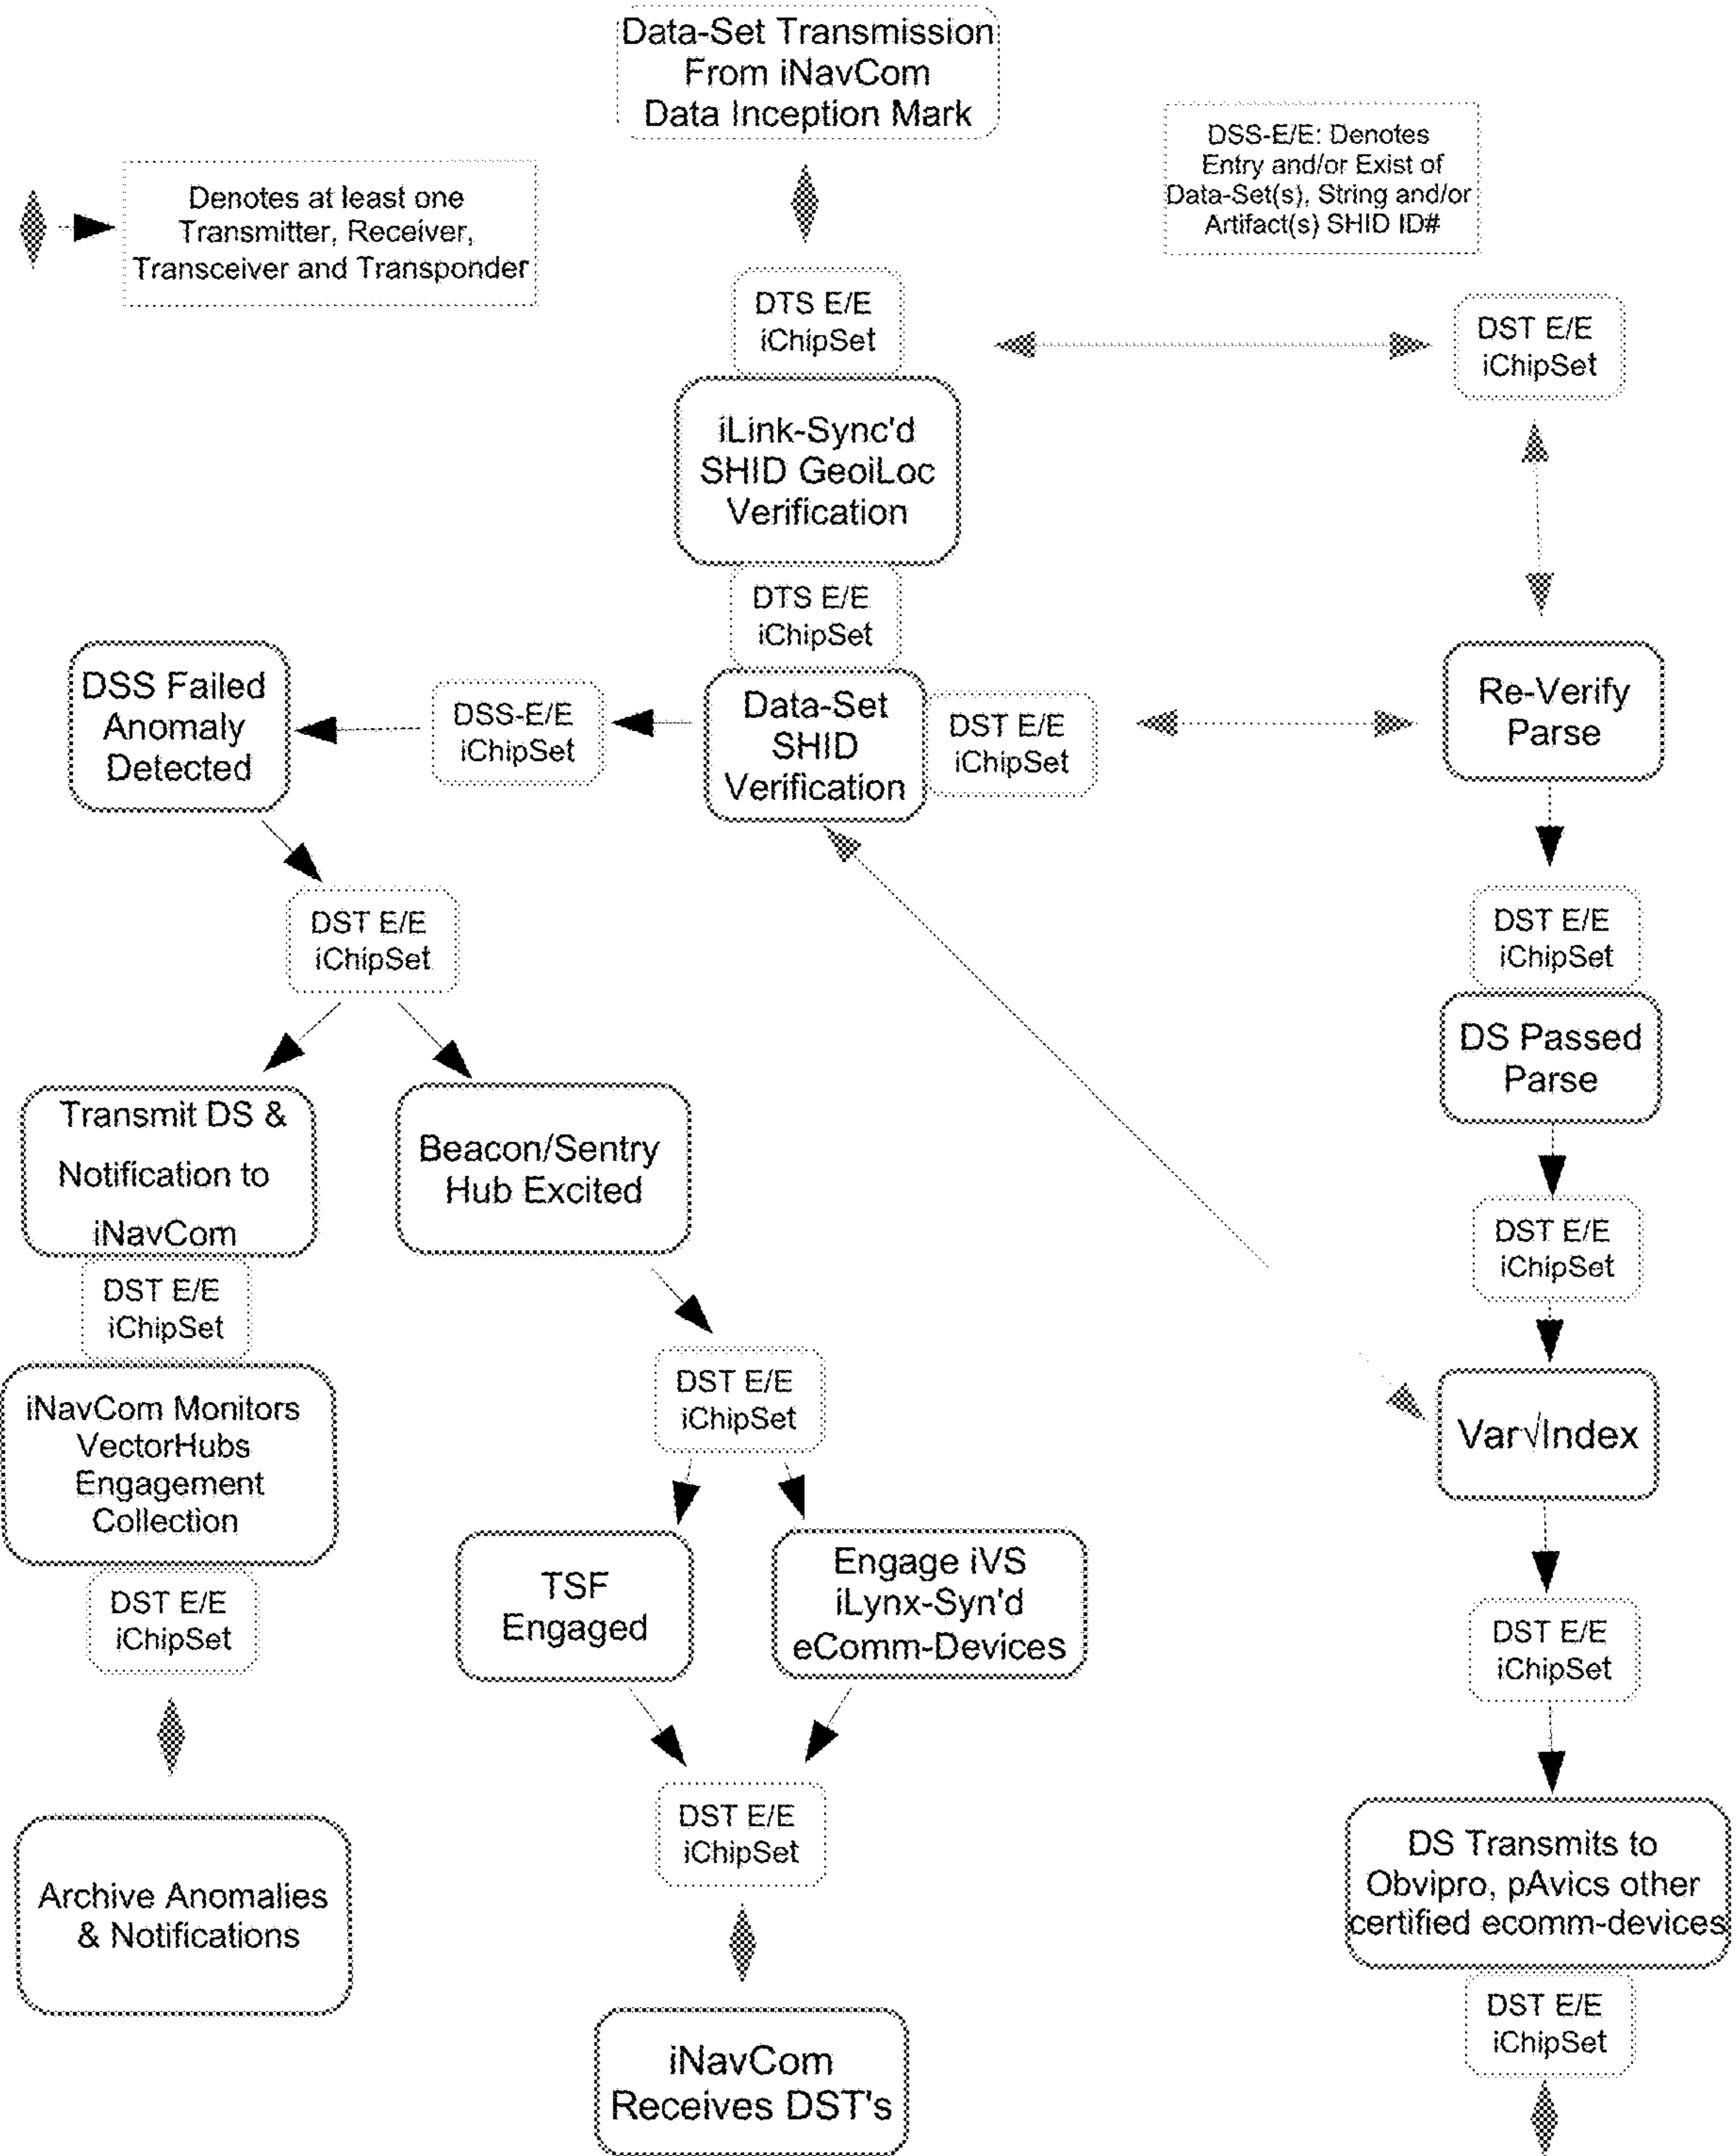 Data-Set Transmission
From iNavCom
Data Inception Mark
DSS-E/E: Denotes
Entry and/or Exist of
Data-Set(s), String and/or
Artifact(s) SHID ID#
Denotes at least one
Transmitter, Receiver,
Transceiver and Transponder
DTS E/E
iChipSet
DST E/E
iChipSet
iLink-Sync'd
SHID GeoiLoc
Verification
DTS E/E
iChipSet
DSS Failed
Anomaly
Detected
DSS-E/E
iChipSet
Data-Set
SHID
Verification
DST E/E
iChipSet
Re-Verify
Parse
DST E/E
iChipSet
DST E/E
iChipSet
DS Passed
Parse
Transmit DS &
Notification to
iNavCom
Beacon/Sentry
Hub Excited
DST E/E
iChipSet
DST E/E
iChipSet
DST E/E
iChipSet
iNavCom Monitors
VectorHubs
Engagement
Collection
Var√Index
TSF
Engaged
Engage iVS
iLynx-Syn'd
eComm-Devices
DST E/E
iChipSet
DST E/E
iChipSet
DST E/E
iChipSet
Archive Anomalies
& Notifications
DS Transmits to
Obvipro, pAvics other
certified ecomm-devices
iNavCom
Receives DST's
DST E/E
iChipSet